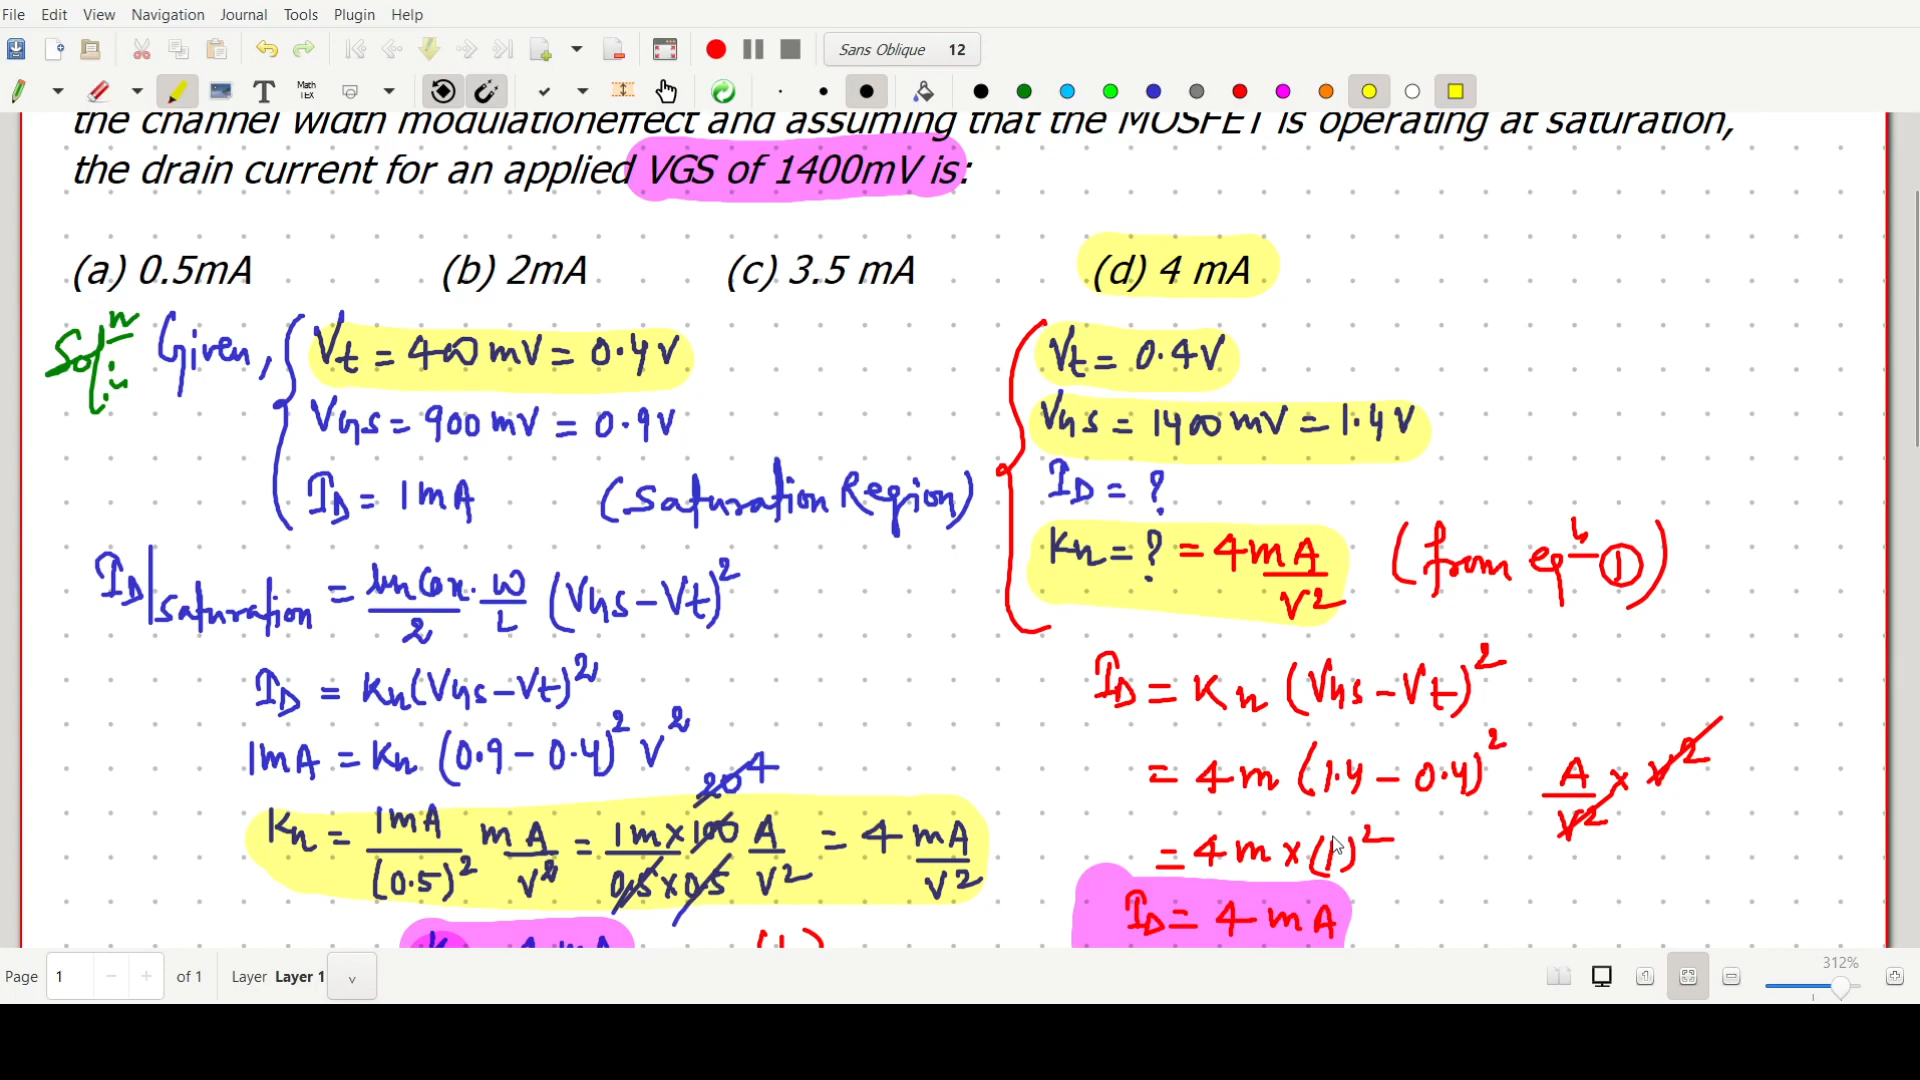 File Edit View Navigation Journal Tools Plugin Help
Sans Oblique 12
the channel width modulationeffect and assuming that the MOSFET is operating at saturation,
the drain current for an applied VGS of 1400mV is:
(a) 0.5mA (b) 2mA (c) 3.5 mA (d) 4 mA
Solⁿ: Given, Vt = 400 mV = 0.4 V
VGS = 900 mV = 0.9 V
ID = 1mA (Saturation Region)
ID|saturation = μnCox/2 · W/L (VGS - Vt)²
ID = Kn(VGS - Vt)²
1mA = Kn (0.9 - 0.4)² V²
Kn = 1mA/(0.5)² mA/V² = 1m×100/0.5×0.5 A/V² = 4 mA/V²
20 4
Vt = 0.4V
VGS = 1400 mV = 1.4 V
ID = ?
Kn = ? = 4 mA/V² (from eqⁿ ①)
ID = Kn (VGS - Vt)²
= 4 m (1.4 - 0.4)² A/V² × V²
= 4 m × (1)²
ID = 4 mA
Page 1 of 1 Layer Layer 1
312%